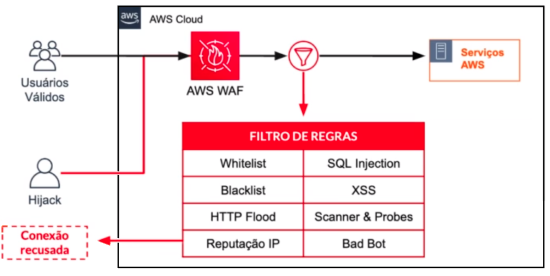 aws
AWS Cloud
Usuários
Válidos
AWS WAF
Serviços
AWS
Hijack
FILTRO DE REGRAS
Whitelist
SQL Injection
Blacklist
XSS
HTTP Flood
Scanner & Probes
Reputação IP
Bad Bot
Conexão
recusada